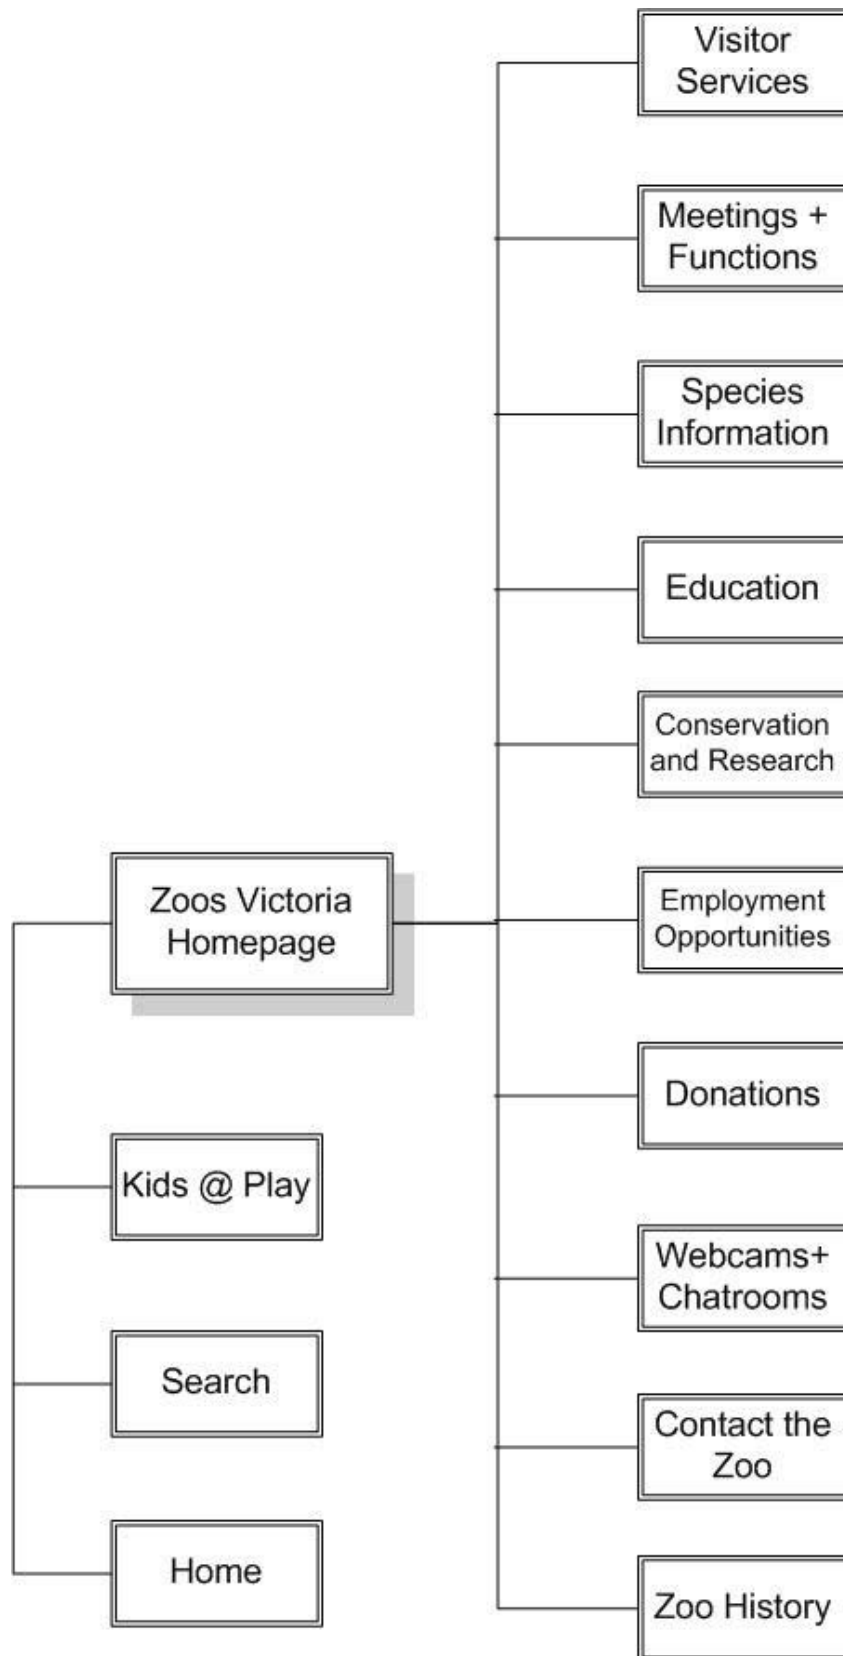 Visitor
Services
Meetings +
Functions
Species
Information
Education
Conservation
and Research
Zoos Victoria
Homepage
Employment
Opportunities
Donations
Kids @ Play
Webcams+
Chatrooms
Search
Contact the
Zoo
Home
Zoo History